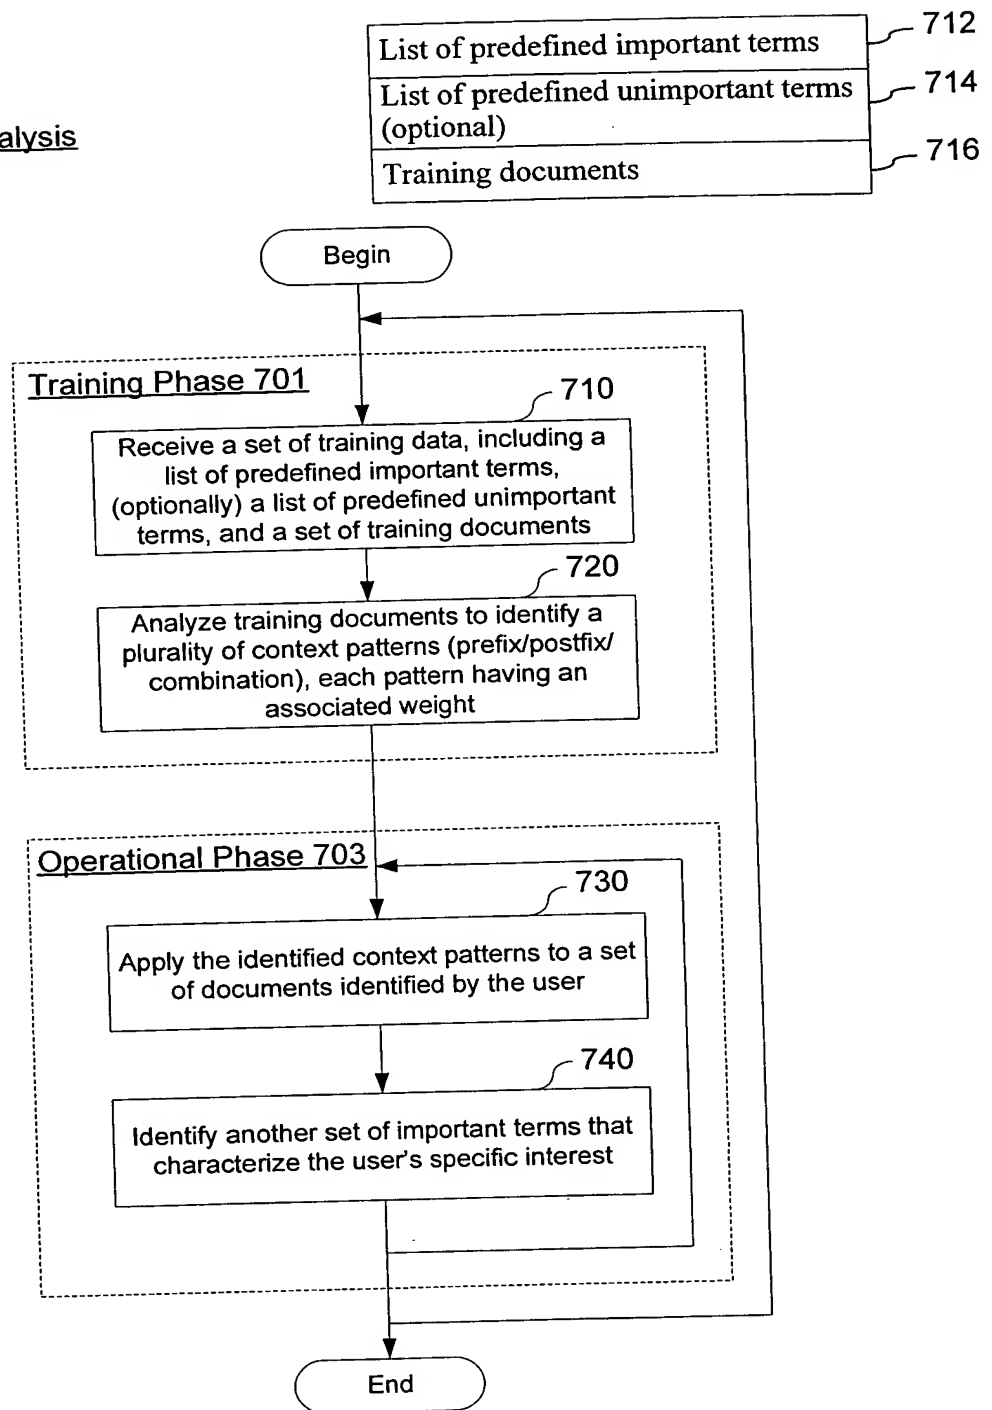 712
List of predefined important terms
714
List of predefined unimportant terms
(optional)
716
Training documents
Begin
Training Phase 701
710
Receive a set of training data, including a
list of predefined important terms,
(optionally) a list of predefined unimportant
terms, and a set of training documents
720
Analyze training documents to identify a
plurality of context patterns (prefix/postfix/
combination), each pattern having an
associated weight
Operational Phase 703
730
Apply the identified context patterns to a set
of documents identified by the user
740
Identify another set of important terms that
characterize the user's specific interest
End